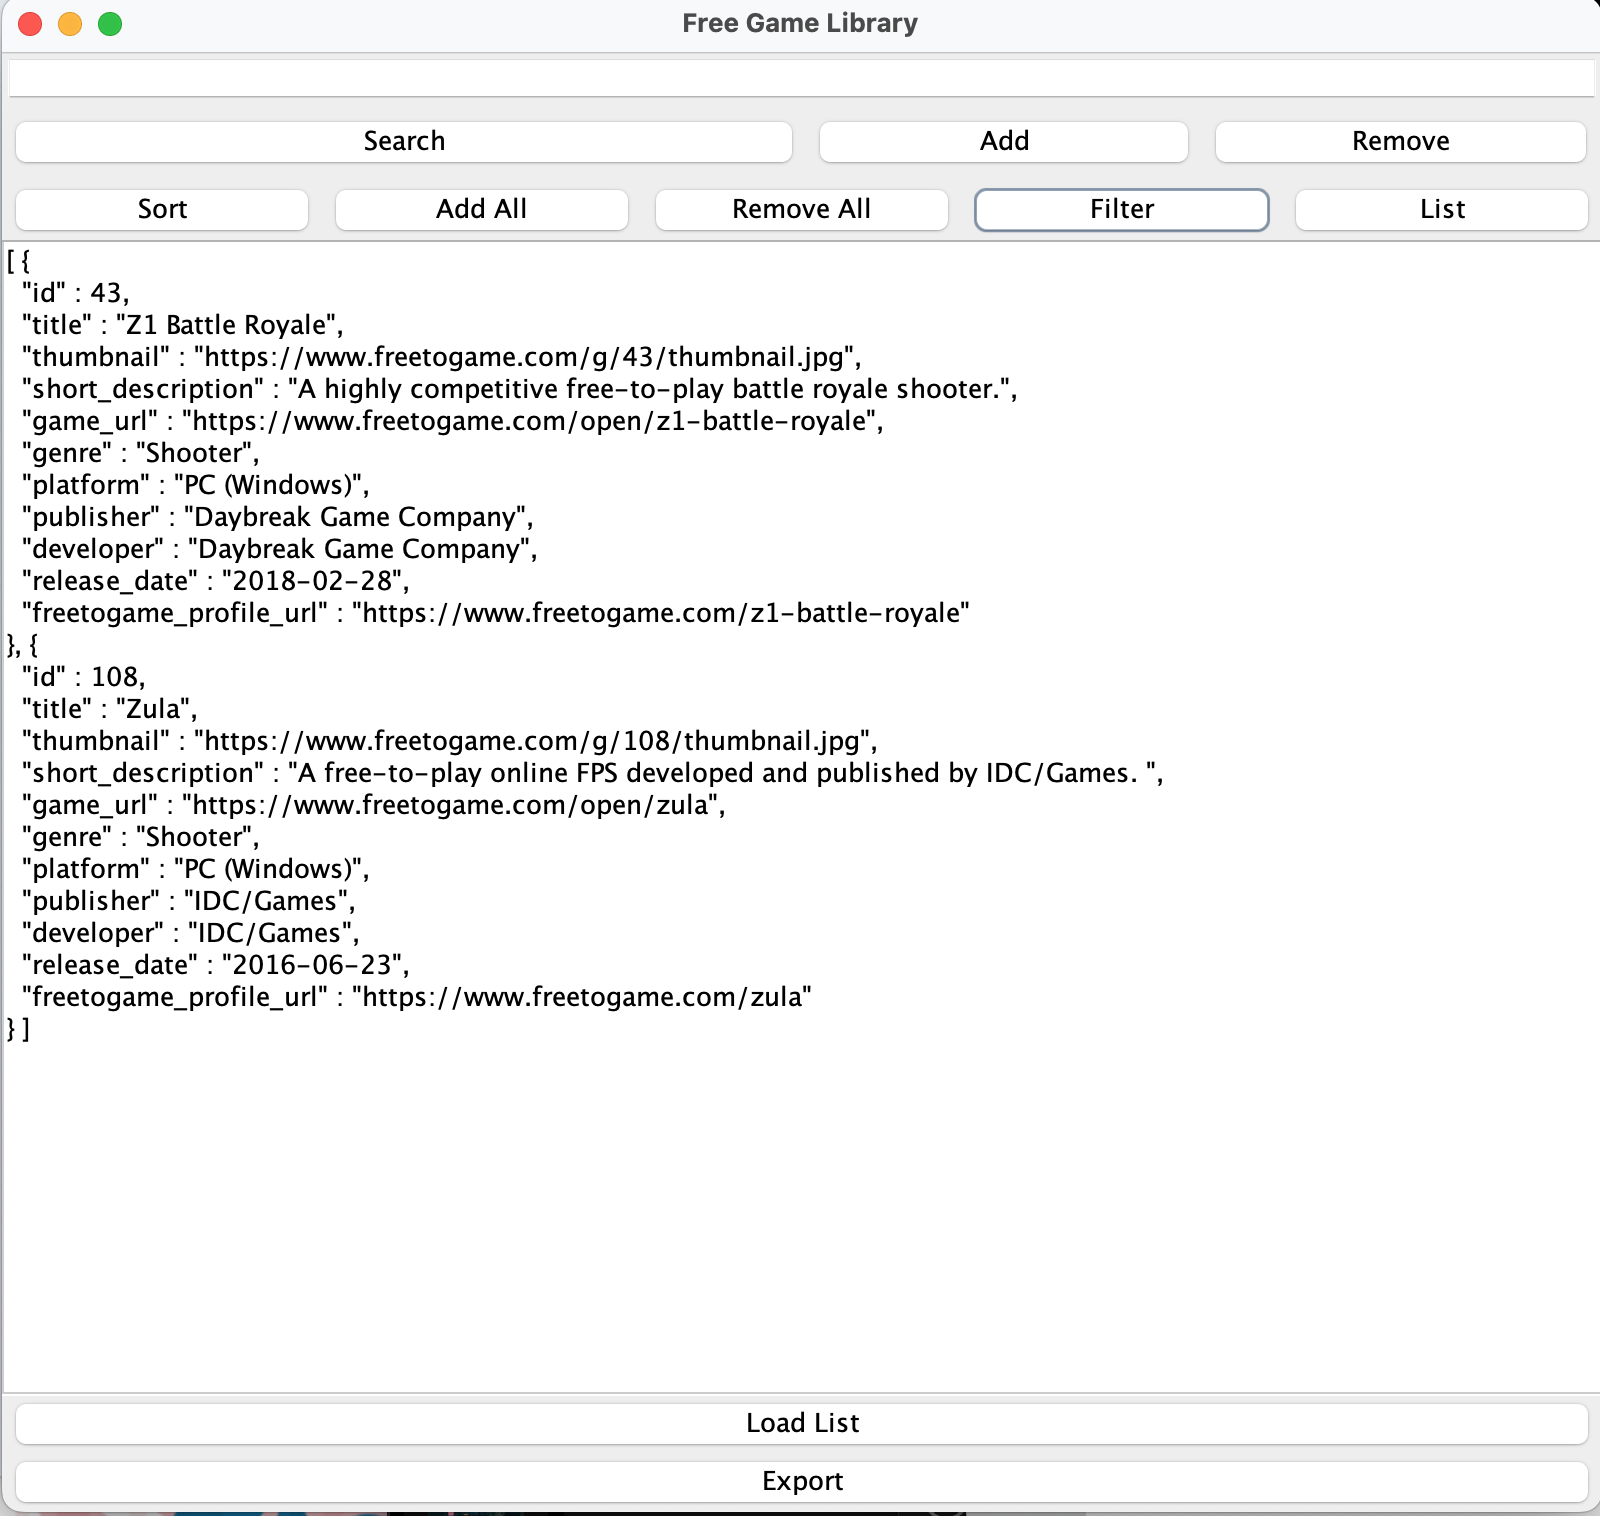 Free Game Library
Search Add Remove
Sort Add All Remove All Filter List
[ {
"id" : 43,
"title" : "Z1 Battle Royale",
"thumbnail" : "https://www.freetogame.com/g/43/thumbnail.jpg",
"short_description" : "A highly competitive free-to-play battle royale shooter.",
"game_url" : "https://www.freetogame.com/open/z1-battle-royale",
"genre" : "Shooter",
"platform" : "PC (Windows)",
"publisher" : "Daybreak Game Company",
"developer" : "Daybreak Game Company",
"release_date" : "2018-02-28",
"freetogame_profile_url" : "https://www.freetogame.com/z1-battle-royale"
}, {
"id" : 108,
"title" : "Zula",
"thumbnail" : "https://www.freetogame.com/g/108/thumbnail.jpg",
"short_description" : "A free-to-play online FPS developed and published by IDC/Games. ",
"game_url" : "https://www.freetogame.com/open/zula",
"genre" : "Shooter",
"platform" : "PC (Windows)",
"publisher" : "IDC/Games",
"developer" : "IDC/Games",
"release_date" : "2016-06-23",
"freetogame_profile_url" : "https://www.freetogame.com/zula"
} ]
Load List
Export